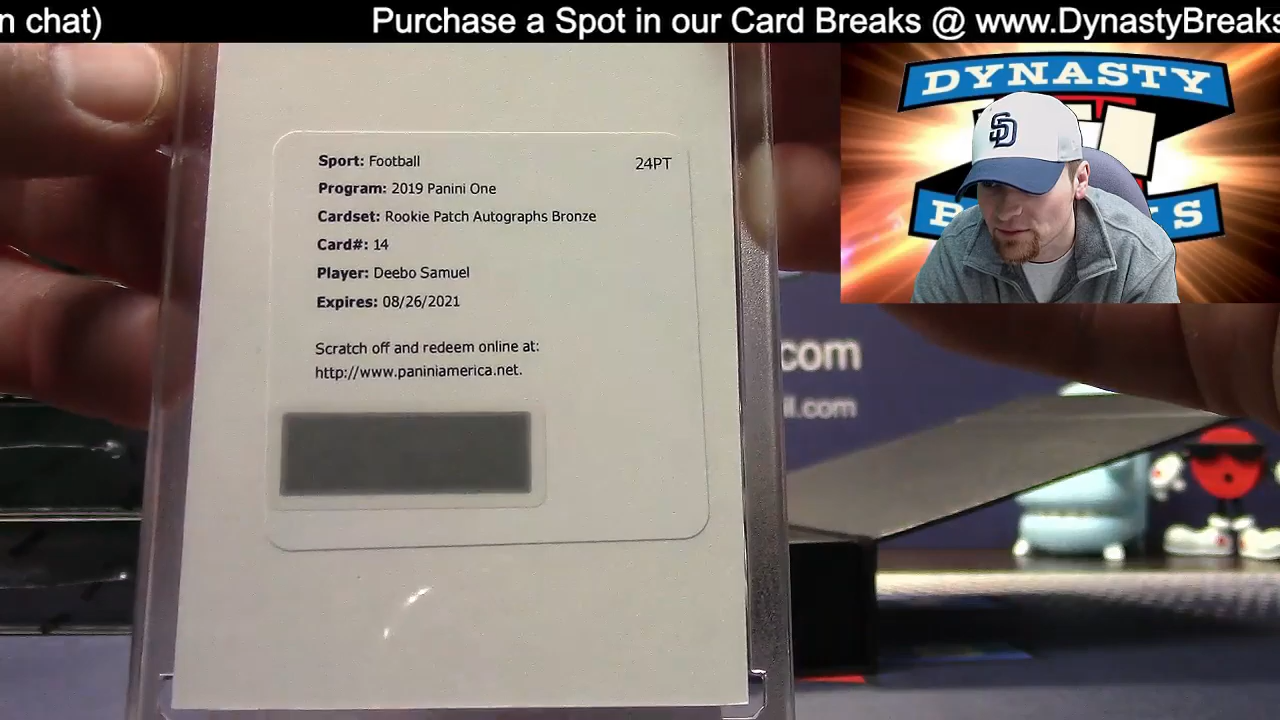 n chat)
Purchase a Spot in our Card Breaks @ www.DynastyBreaks
DYNASTY
SD
Sport: Football
24PT
Program: 2019 Panini One
Cardset: Rookie Patch Autographs Bronze
Card#: 14
Player: Deebo Samuel
Expires: 08/26/2021
Scratch off and redeem online at:
http://www.paniniamerica.net.
.com
il.com